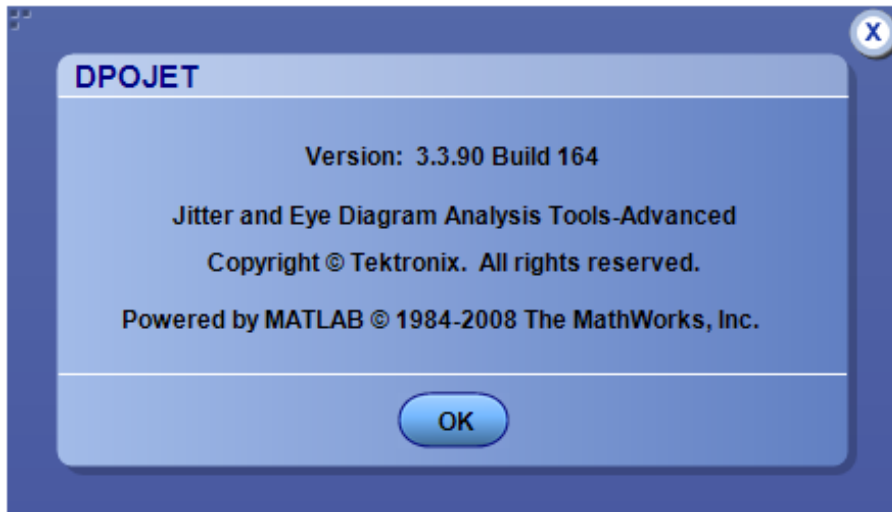 X
DPOJET
Version: 3.3.90 Build 164
Jitter and Eye Diagram Analysis Tools-Advanced
Copyright © Tektronix. All rights reserved.
Powered by MATLAB © 1984-2008 The MathWorks, Inc.
OK